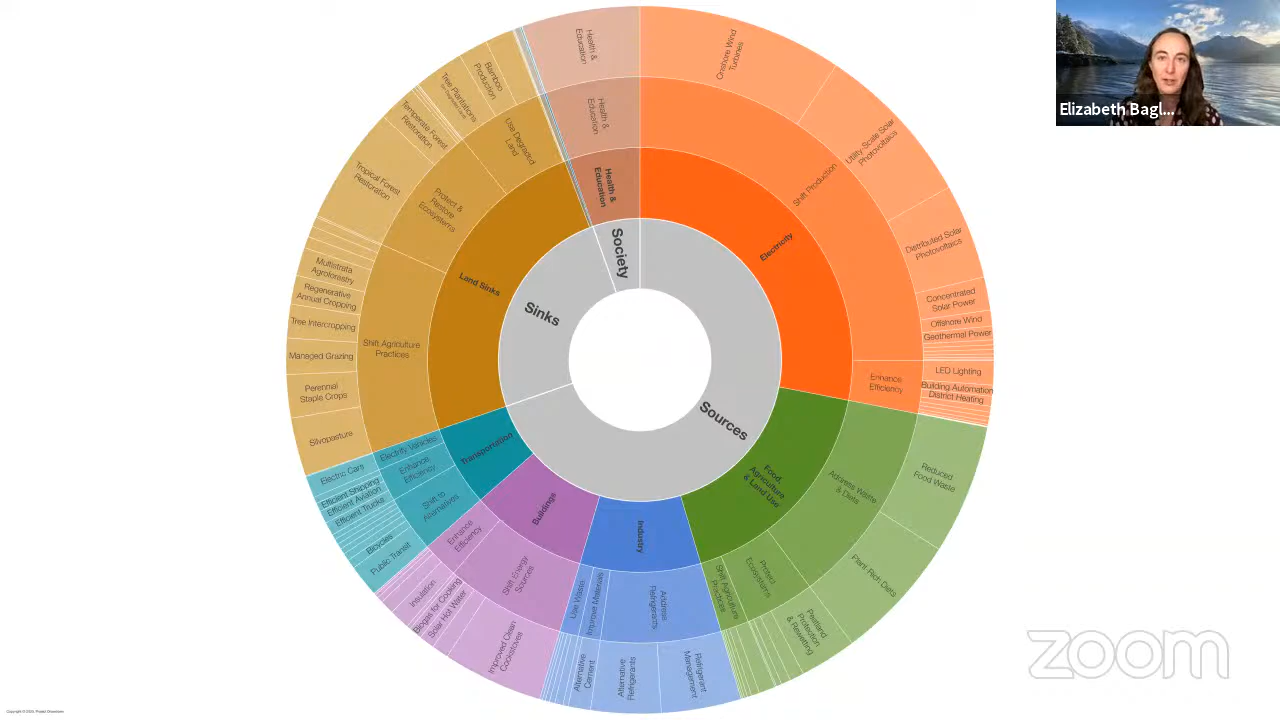 Elizabeth Bagl...
zoom
Society
Sources
Sinks
Electricity
Shift Production
Onshore Wind
Turbines
Utility Scale Solar
Photovoltaics
Distributed Solar
Photovoltaics
Concentrated
Solar Power
Offshore Wind
Geothermal Power
Enhance
Efficiency
LED Lighting
Building Automation
District Heating
Food,
Agriculture
& Land Use
Address Waste
& Diets
Reduced
Food Waste
Plant Rich Diets
Protect
Ecosystems
Peatland
Protection
& Rewetting
Shift Agriculture
Practices
Industry
Address
Refrigerants
Refrigerant
Management
Alternative
Refrigerants
Improve Materials
Alternative
Cement
Use Waste
Buildings
Shift Energy
Sources
Improved Clean
Cookstoves
Solar Hot Water
Biogas for Cooking
Enhance
Efficiency
Insulation
Transportation
Shift to
Alternatives
Public Transit
Bicycles
Enhance
Efficiency
Efficient Trucks
Efficient Aviation
Efficient Shipping
Electrify Vehicles
Electric Cars
Land Sinks
Shift Agriculture
Practices
Silvopasture
Perennial
Staple Crops
Managed Grazing
Tree Intercropping
Regenerative
Annual Cropping
Multistrata
Agroforestry
Protect &
Restore
Ecosystems
Tropical Forest
Restoration
Temperate Forest
Restoration
Use Degraded
Land
Tree Plantations
Bamboo
Production
Health &
Education
Health &
Education
Health &
Education
Copyright © 2020, Project Drawdown